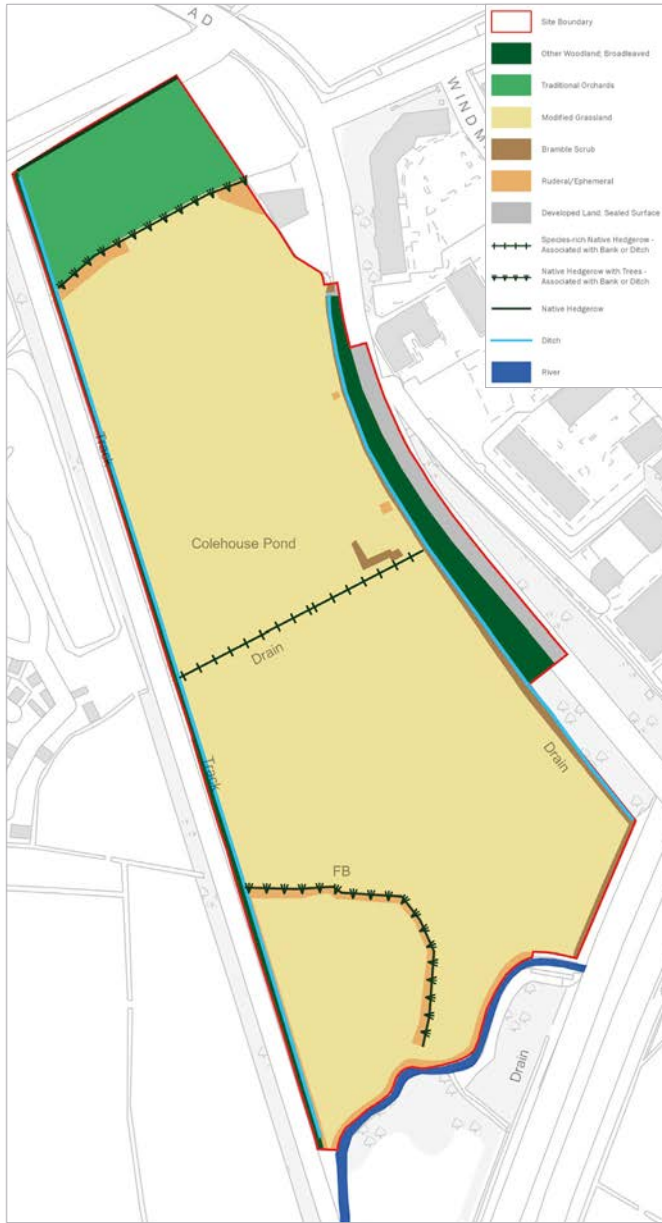 AD
WINDM
Site Boundary
Other Woodland; Broadleaved
Traditional Orchards
Modified Grassland
Bramble Scrub
Ruderal/Ephemeral
Developed Land; Sealed Surface
Species-rich Native Hedgerow -
Associated with Bank or Ditch
Native Hedgerow with Trees -
Associated with Bank or Ditch
Native Hedgerow
Ditch
River
Track
Colehouse Pond
Drain
Track
Drain
FB
Drain